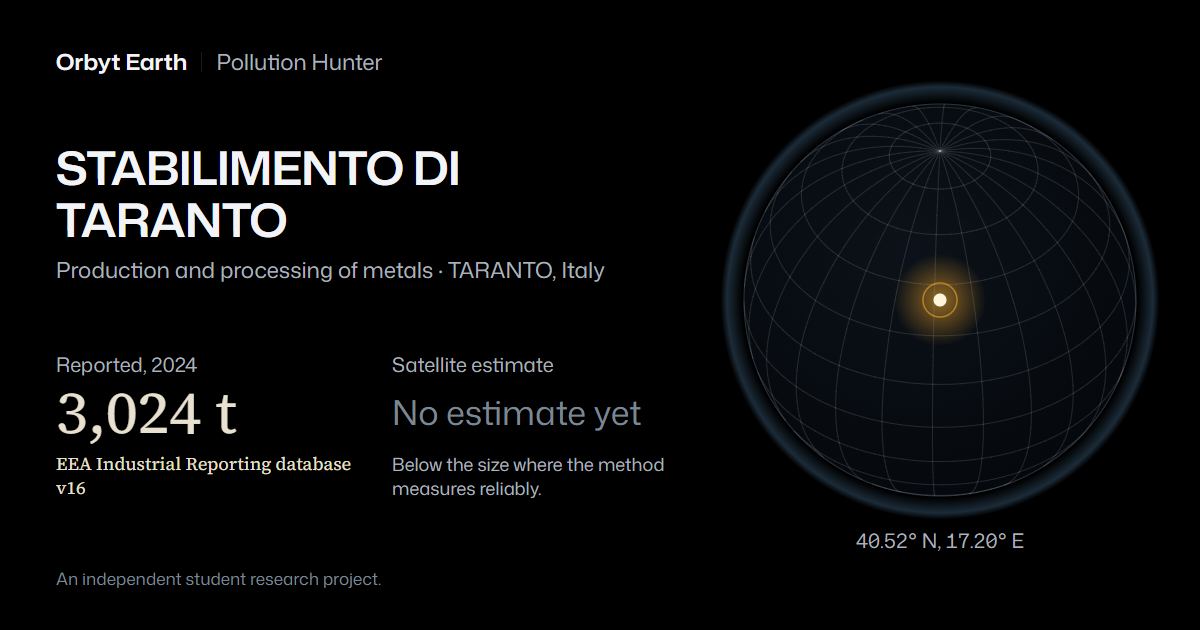 Orbyt Earth | Pollution Hunter
STABILIMENTO DI
TARANTO
Production and processing of metals · TARANTO, Italy
Reported, 2024
3,024 t
EEA Industrial Reporting database
v16
Satellite estimate
No estimate yet
Below the size where the method
measures reliably.
40.52° N, 17.20° E
An independent student research project.